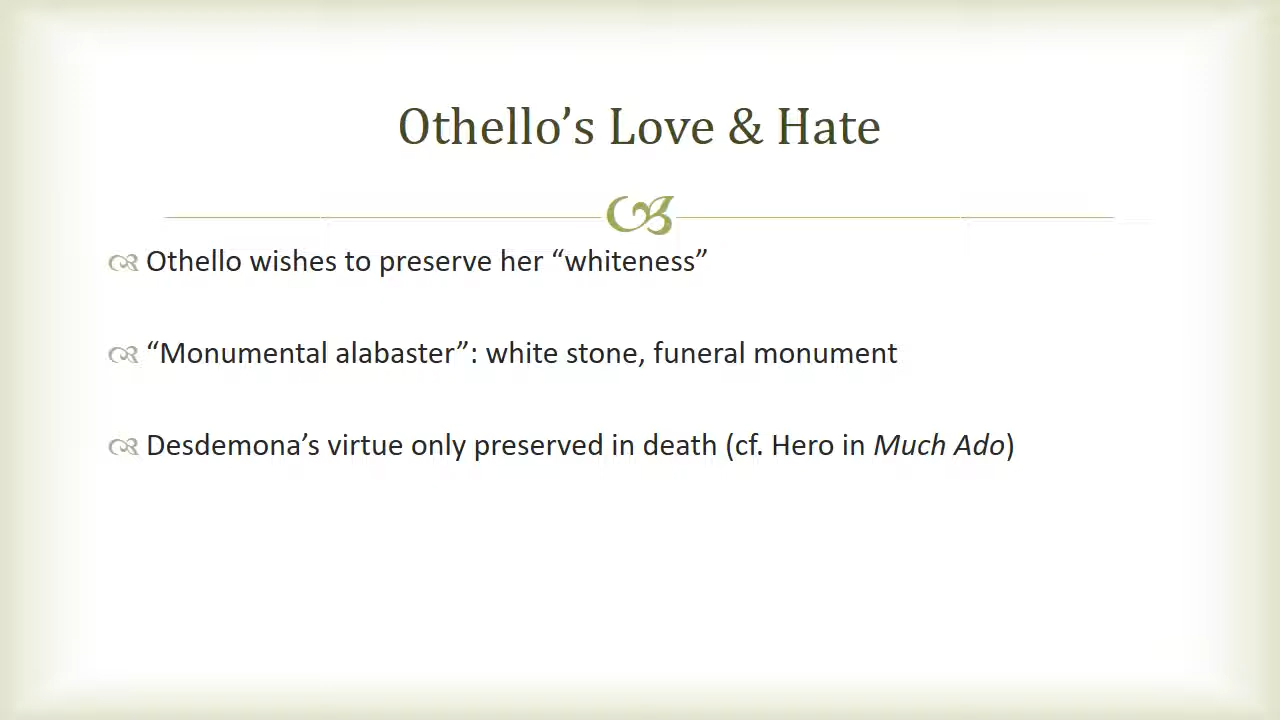 Othello’s Love & Hate
Othello wishes to preserve her “whiteness”
“Monumental alabaster”: white stone, funeral monument
Desdemona’s virtue only preserved in death (cf. Hero in Much Ado)